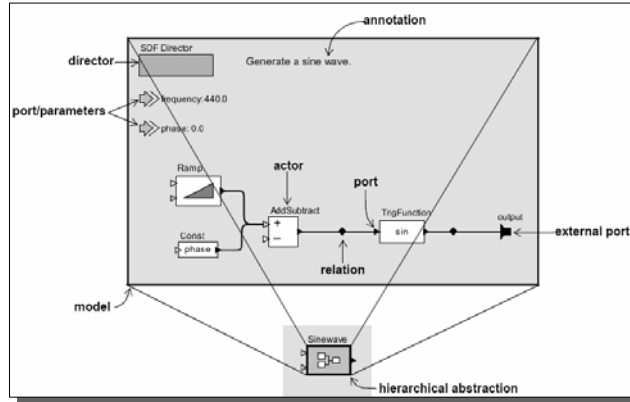 annotation
SDF Director
Generate a sine wave.
director
frequency:440.0
port/parameters
phase: 0.0
Ramp
actor
port
AddSubtract
TrigFunction
output
+
−
sin
external port
Const
phase
relation
model
Sinewave
hierarchical abstraction